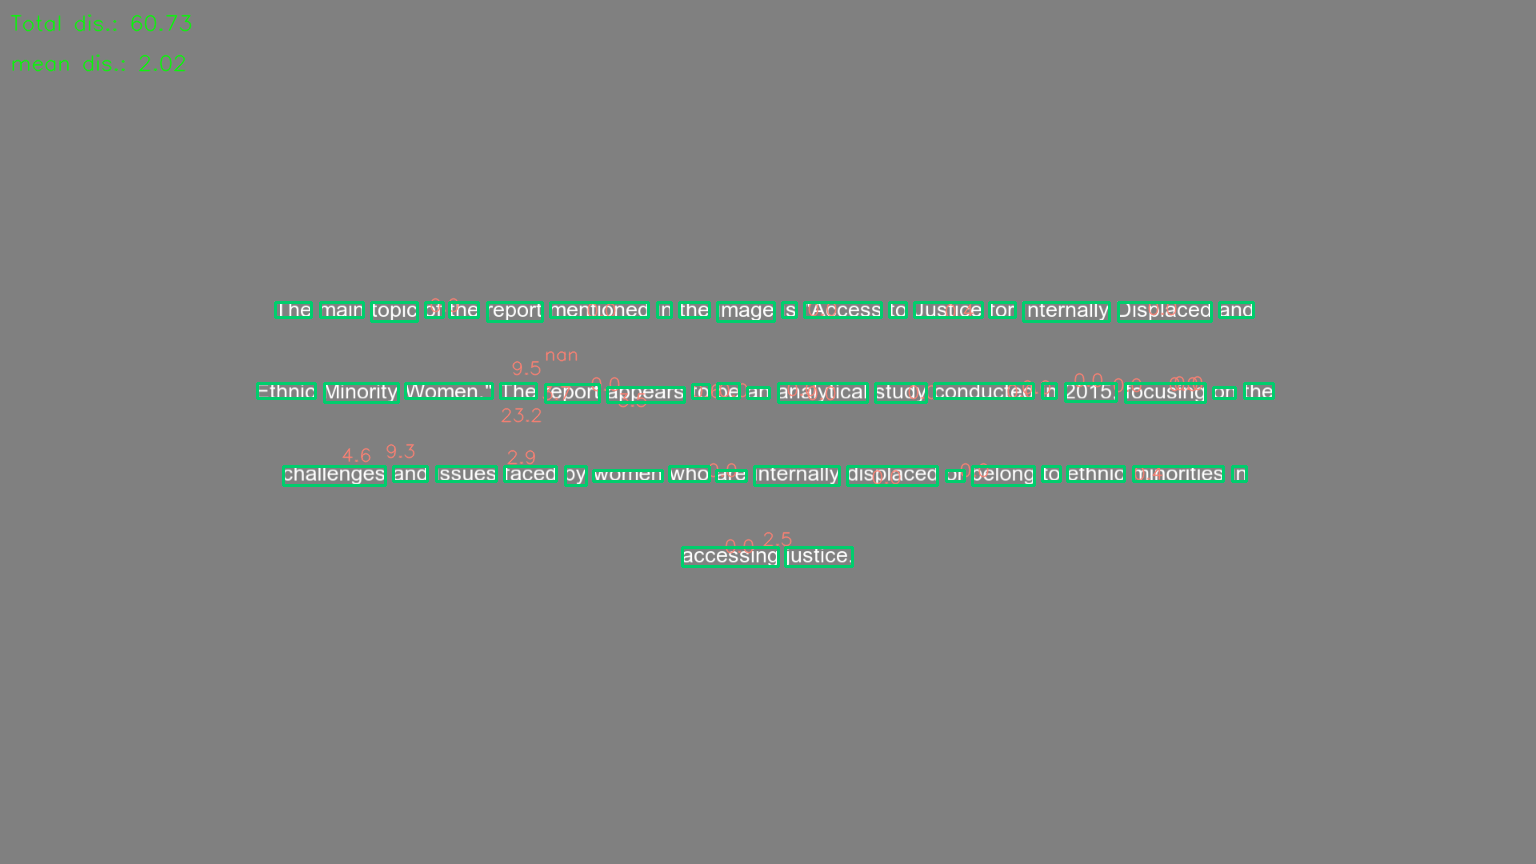 Total dis.: 60.73
mean dis.: 2.02
The main topic of the report mentioned in the image is "Access to Justice for Internally Displaced and
nan
9.5
Ethnic Minority Women." The report appears to be an analytical study conducted in 2015, focusing on the
23.2
4.6 9.3 2.9
challenges and issues faced by women who are internally displaced or belong to ethnic minorities in
2.5
accessing justice.